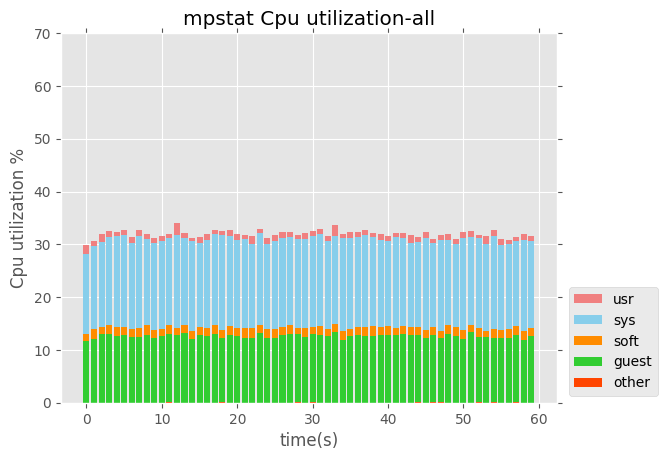 mpstat Cpu utilization-all
70
60
50
40
30
20
10
0
Cpu utilization %
0 10 20 30 40 50 60
time(s)
usr
sys
soft
guest
other